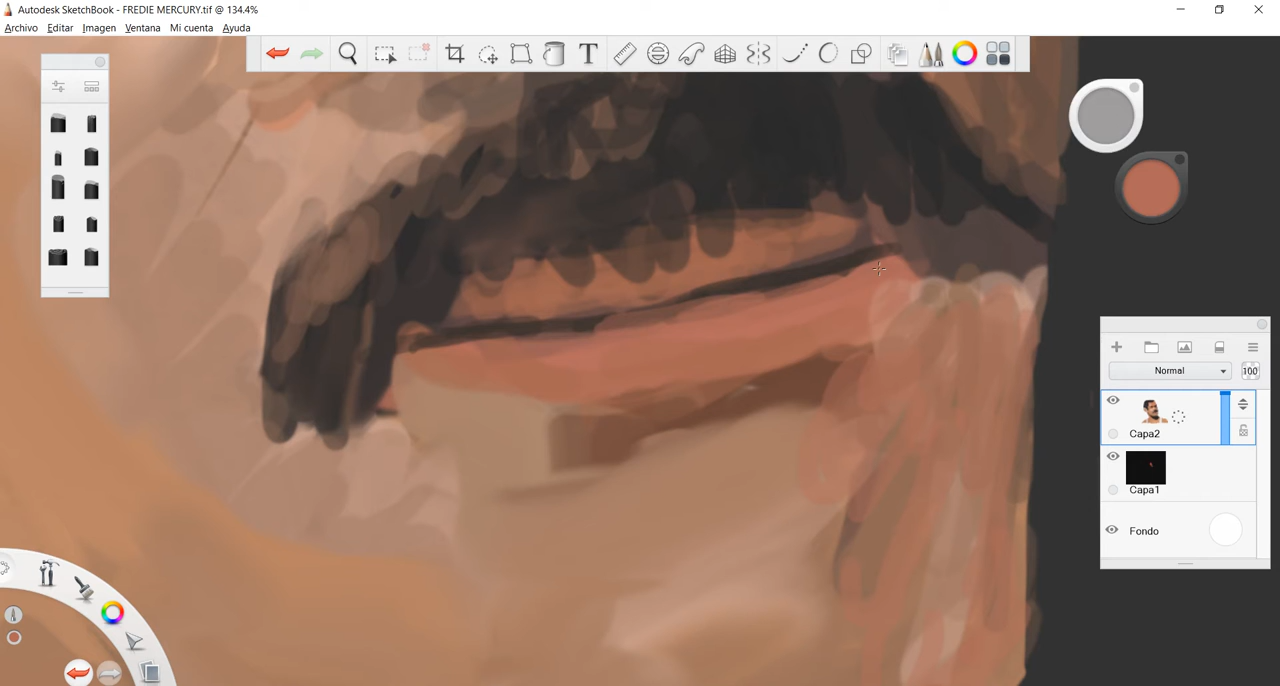 Autodesk SketchBook - FREDIE MERCURY.tif @ 134.4%
Archivo Editar Imagen Ventana Mi cuenta Ayuda
T
Normal 100
Capa2
Capa1
Fondo